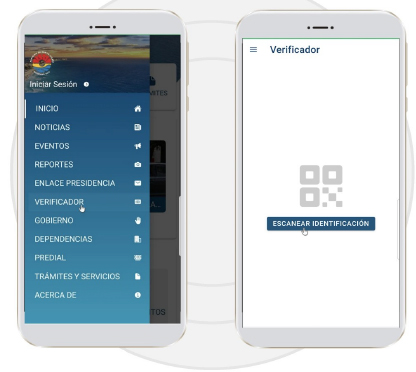 Iniciar Sesión
INICIO
NOTICIAS
EVENTOS
REPORTES
ENLACE PRESIDENCIA
VERIFICADOR
GOBIERNO
DEPENDENCIAS
PREDIAL
TRÁMITES Y SERVICIOS
ACERCA DE
Verificador
ESCANEAR IDENTIFICACIÓN